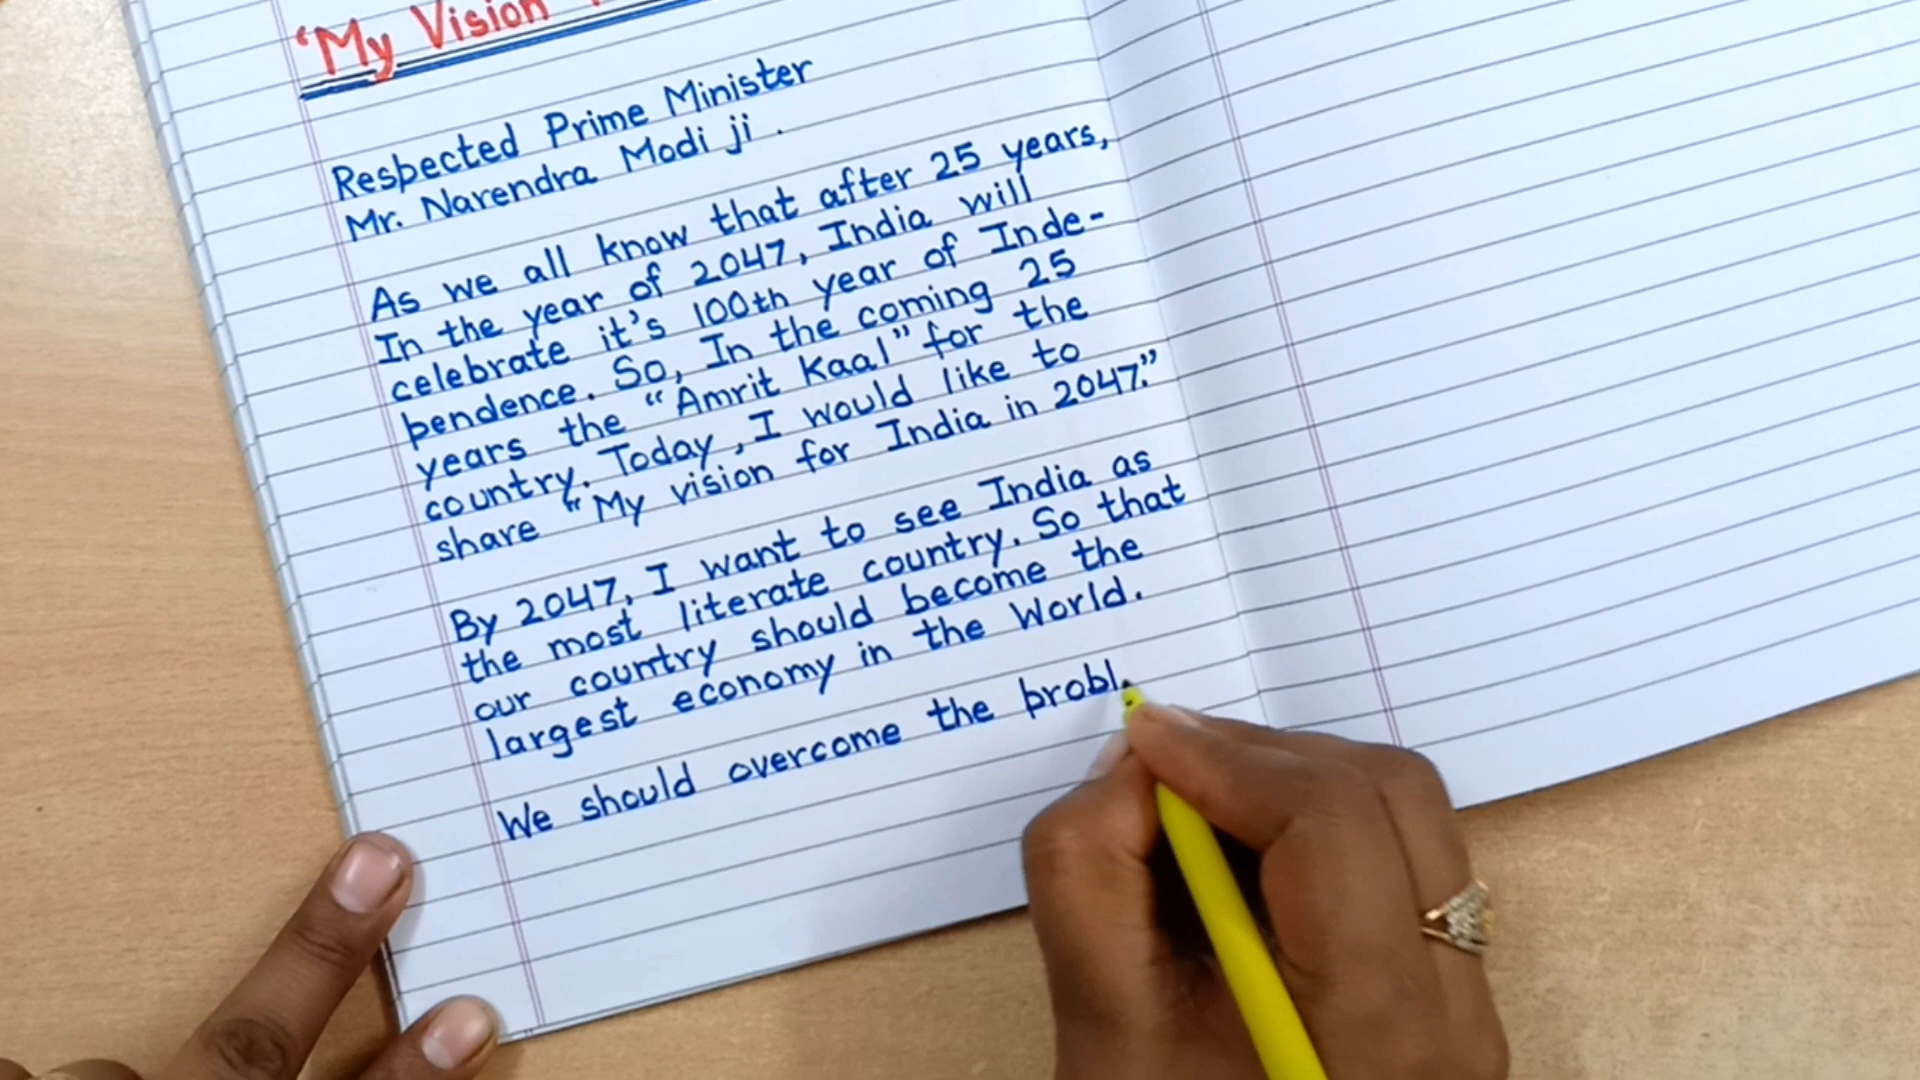 'My Vision
Respected Prime Minister
Mr. Narendra Modi ji.
As we all know that after 25 years,
In the year of 2047, India will
celebrate it's 100th year of Inde-
pendence. So, In the coming 25
years the "Amrit Kaal" for the
country. Today, I would like to
share "My vision for India in 2047."
By 2047, I want to see India as
the most literate country. So that
our country should become the
largest economy in the World.
We should overcome the probl